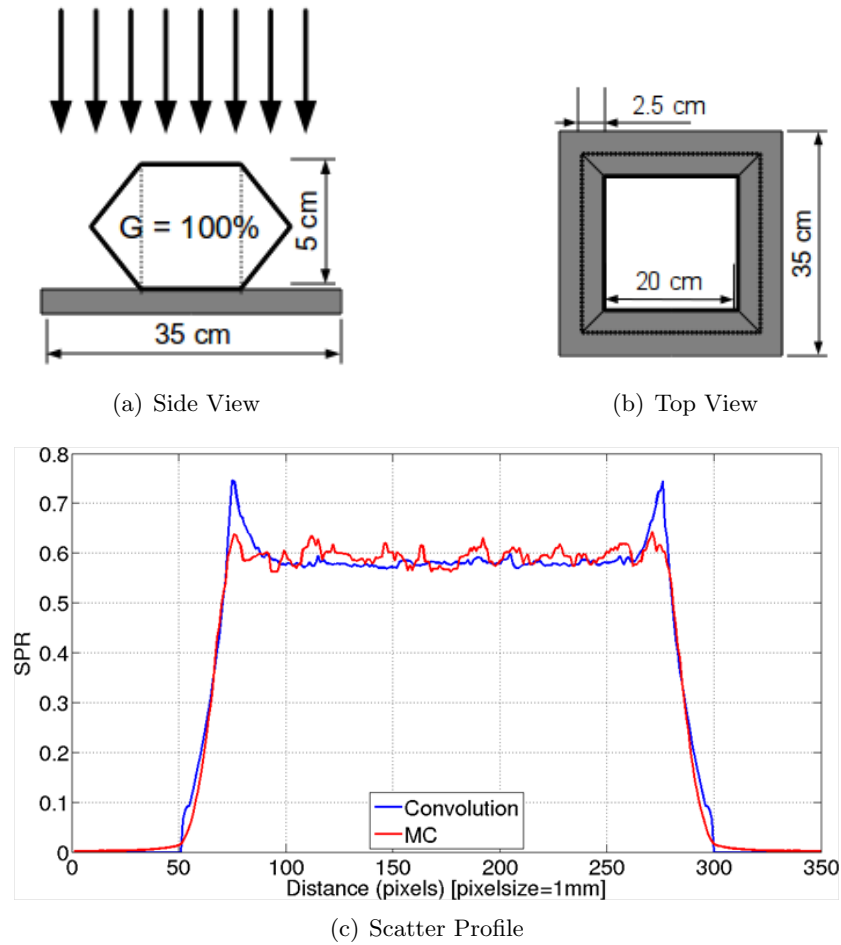 G = 100%
5 cm
35 cm
(a) Side View
2.5 cm
20 cm
35 cm
(b) Top View
0.8
0.7
0.6
0.5
0.4
0.3
0.2
0.1
0
SPR
Convolution
MC
0 50 100 150 200 250 300 350
Distance (pixels) [pixelsize=1mm]
(c) Scatter Profile